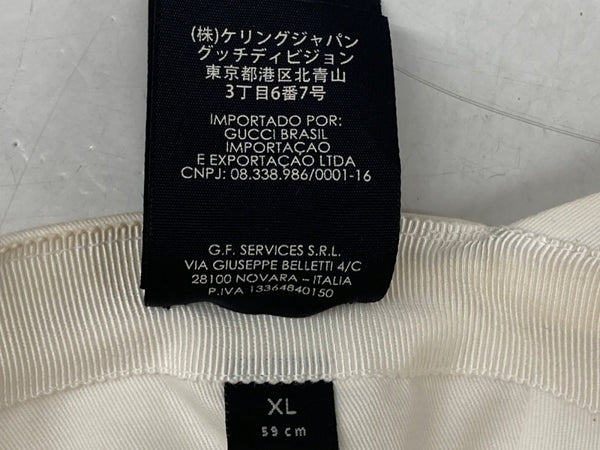 (株)ケリングジャパン
グッチディビジョン
東京都港区北青山
3丁目6番7号
IMPORTADO POR:
GUCCI BRASIL
IMPORTAÇAO
E EXPORTAÇAO LTDA
CNPJ: 08.338.986/0001-16
G.F. SERVICES S.R.L.
VIA GIUSEPPE BELLETTI 4/C
28100 NOVARA - ITALIA
P.IVA 13364840150
XL
59 cm